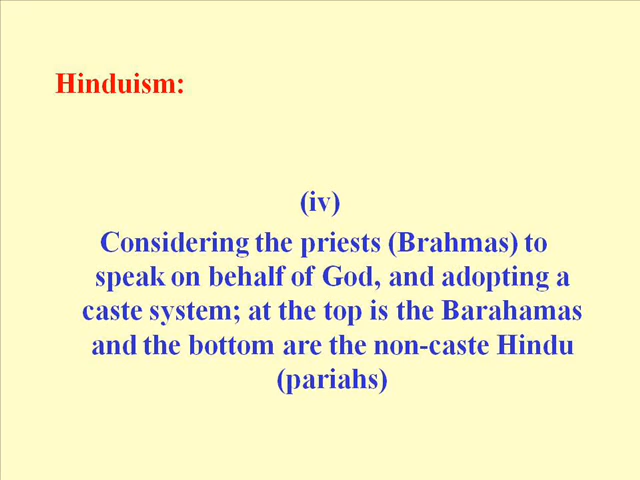 Hinduism:
(iv)
Considering the priests (Brahmas) to
speak on behalf of God, and adopting a
caste system; at the top is the Barahamas
and the bottom are the non-caste Hindu
(pariahs)